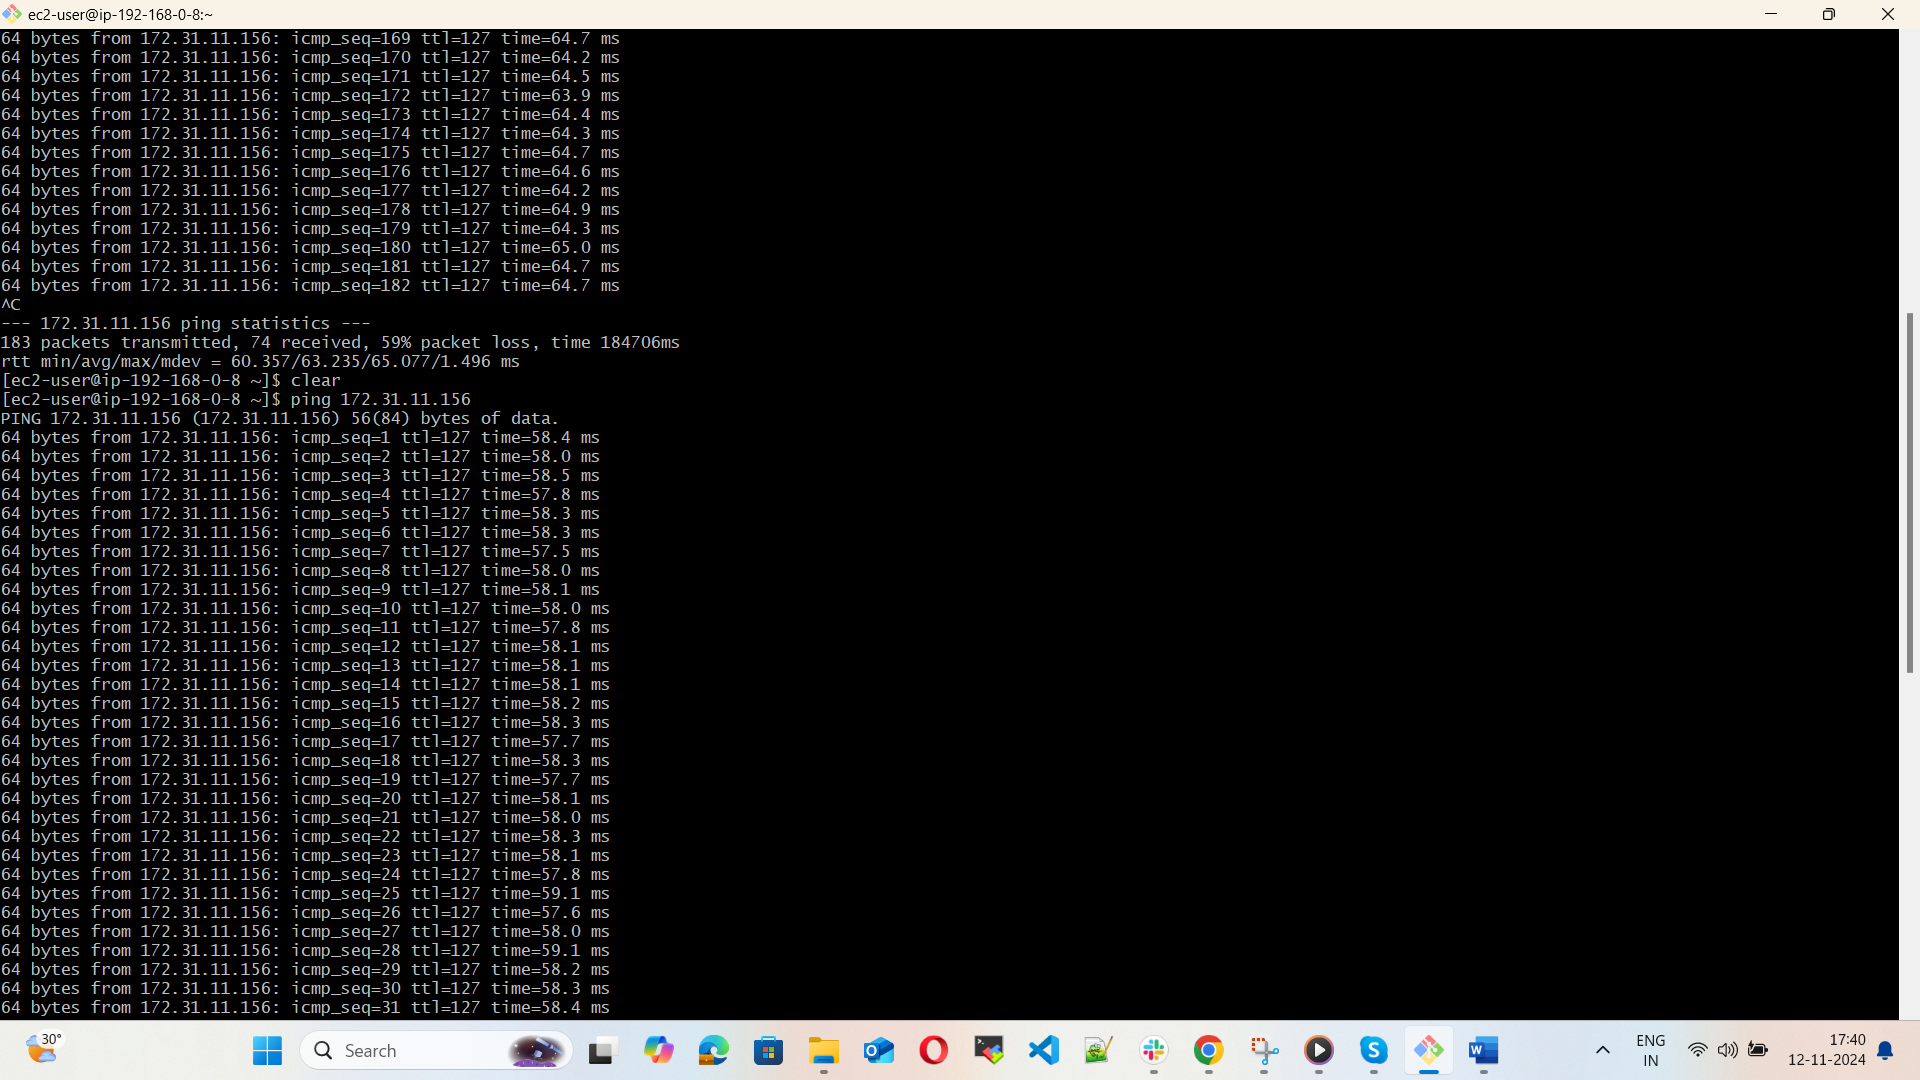 ec2-user@ip-192-168-0-8:~
64 bytes from 172.31.11.156: icmp_seq=169 ttl=127 time=64.7 ms
64 bytes from 172.31.11.156: icmp_seq=170 ttl=127 time=64.2 ms
64 bytes from 172.31.11.156: icmp_seq=171 ttl=127 time=64.5 ms
64 bytes from 172.31.11.156: icmp_seq=172 ttl=127 time=63.9 ms
64 bytes from 172.31.11.156: icmp_seq=173 ttl=127 time=64.4 ms
64 bytes from 172.31.11.156: icmp_seq=174 ttl=127 time=64.3 ms
64 bytes from 172.31.11.156: icmp_seq=175 ttl=127 time=64.7 ms
64 bytes from 172.31.11.156: icmp_seq=176 ttl=127 time=64.6 ms
64 bytes from 172.31.11.156: icmp_seq=177 ttl=127 time=64.2 ms
64 bytes from 172.31.11.156: icmp_seq=178 ttl=127 time=64.9 ms
64 bytes from 172.31.11.156: icmp_seq=179 ttl=127 time=64.3 ms
64 bytes from 172.31.11.156: icmp_seq=180 ttl=127 time=65.0 ms
64 bytes from 172.31.11.156: icmp_seq=181 ttl=127 time=64.7 ms
64 bytes from 172.31.11.156: icmp_seq=182 ttl=127 time=64.7 ms
^C
--- 172.31.11.156 ping statistics ---
183 packets transmitted, 74 received, 59% packet loss, time 184706ms
rtt min/avg/max/mdev = 60.357/63.235/65.077/1.496 ms
[ec2-user@ip-192-168-0-8 ~]$ clear
[ec2-user@ip-192-168-0-8 ~]$ ping 172.31.11.156
PING 172.31.11.156 (172.31.11.156) 56(84) bytes of data.
64 bytes from 172.31.11.156: icmp_seq=1 ttl=127 time=58.4 ms
64 bytes from 172.31.11.156: icmp_seq=2 ttl=127 time=58.0 ms
64 bytes from 172.31.11.156: icmp_seq=3 ttl=127 time=58.5 ms
64 bytes from 172.31.11.156: icmp_seq=4 ttl=127 time=57.8 ms
64 bytes from 172.31.11.156: icmp_seq=5 ttl=127 time=58.3 ms
64 bytes from 172.31.11.156: icmp_seq=6 ttl=127 time=58.3 ms
64 bytes from 172.31.11.156: icmp_seq=7 ttl=127 time=57.5 ms
64 bytes from 172.31.11.156: icmp_seq=8 ttl=127 time=58.0 ms
64 bytes from 172.31.11.156: icmp_seq=9 ttl=127 time=58.1 ms
64 bytes from 172.31.11.156: icmp_seq=10 ttl=127 time=58.0 ms
64 bytes from 172.31.11.156: icmp_seq=11 ttl=127 time=57.8 ms
64 bytes from 172.31.11.156: icmp_seq=12 ttl=127 time=58.1 ms
64 bytes from 172.31.11.156: icmp_seq=13 ttl=127 time=58.1 ms
64 bytes from 172.31.11.156: icmp_seq=14 ttl=127 time=58.1 ms
64 bytes from 172.31.11.156: icmp_seq=15 ttl=127 time=58.2 ms
64 bytes from 172.31.11.156: icmp_seq=16 ttl=127 time=58.3 ms
64 bytes from 172.31.11.156: icmp_seq=17 ttl=127 time=57.7 ms
64 bytes from 172.31.11.156: icmp_seq=18 ttl=127 time=58.3 ms
64 bytes from 172.31.11.156: icmp_seq=19 ttl=127 time=57.7 ms
64 bytes from 172.31.11.156: icmp_seq=20 ttl=127 time=58.1 ms
64 bytes from 172.31.11.156: icmp_seq=21 ttl=127 time=58.0 ms
64 bytes from 172.31.11.156: icmp_seq=22 ttl=127 time=58.3 ms
64 bytes from 172.31.11.156: icmp_seq=23 ttl=127 time=58.1 ms
64 bytes from 172.31.11.156: icmp_seq=24 ttl=127 time=57.8 ms
64 bytes from 172.31.11.156: icmp_seq=25 ttl=127 time=59.1 ms
64 bytes from 172.31.11.156: icmp_seq=26 ttl=127 time=57.6 ms
64 bytes from 172.31.11.156: icmp_seq=27 ttl=127 time=58.0 ms
64 bytes from 172.31.11.156: icmp_seq=28 ttl=127 time=59.1 ms
64 bytes from 172.31.11.156: icmp_seq=29 ttl=127 time=58.2 ms
64 bytes from 172.31.11.156: icmp_seq=30 ttl=127 time=58.3 ms
64 bytes from 172.31.11.156: icmp_seq=31 ttl=127 time=58.4 ms
30°
Search
ENG
IN
17:40
12-11-2024